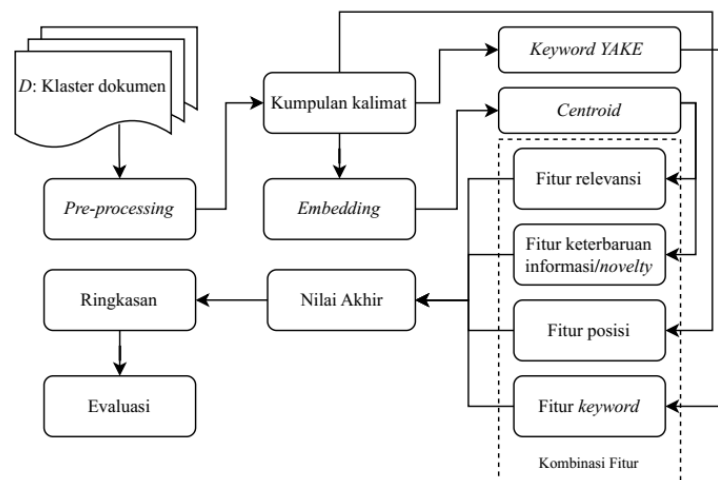 D: Klaster dokumen
Kumpulan kalimat
Keyword YAKE
Centroid
Pre-processing
Embedding
Fitur relevansi
Fitur keterbaruan
informasi/novelty
Ringkasan
Nilai Akhir
Fitur posisi
Evaluasi
Fitur keyword
Kombinasi Fitur